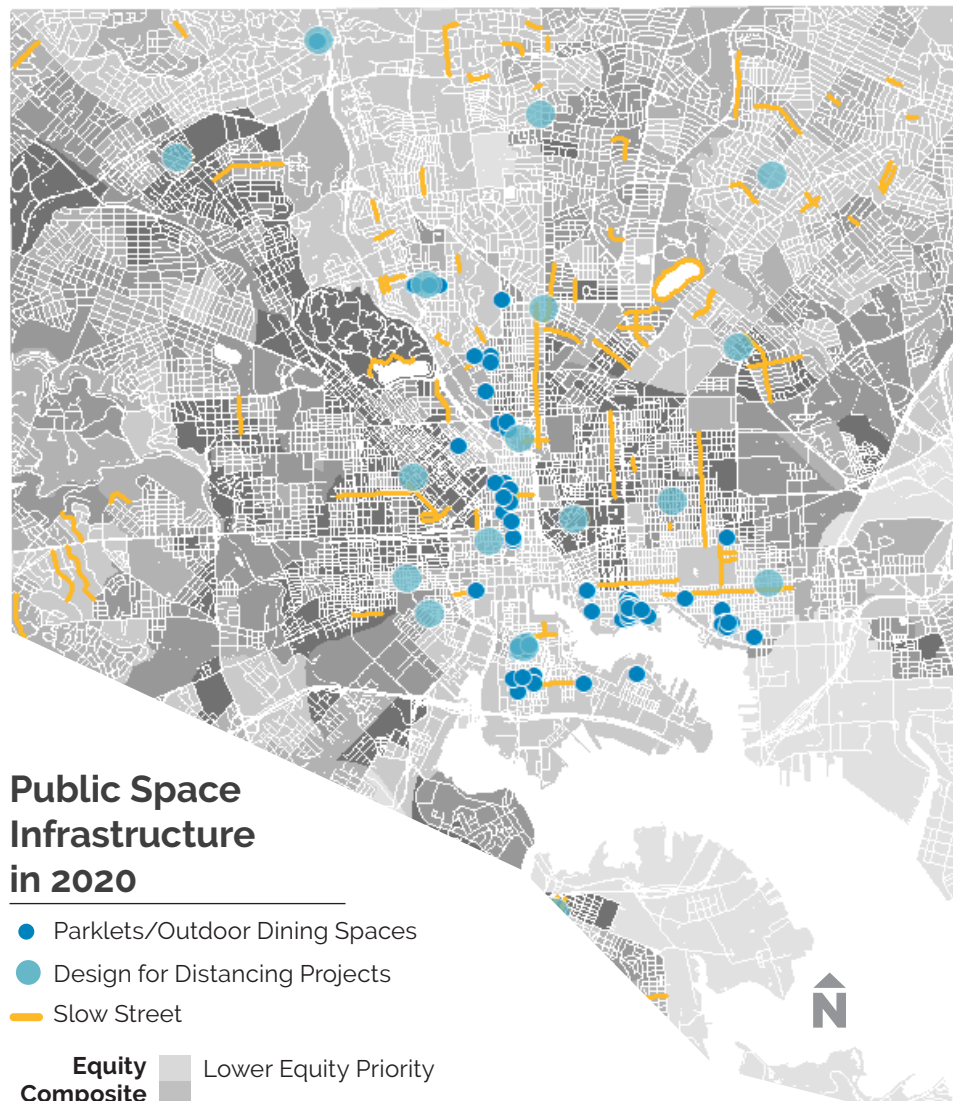 Public Space
Infrastructure
in 2020
Parklets/Outdoor Dining Spaces
Design for Distancing Projects
Slow Street
Equity
Composite
Lower Equity Priority
N